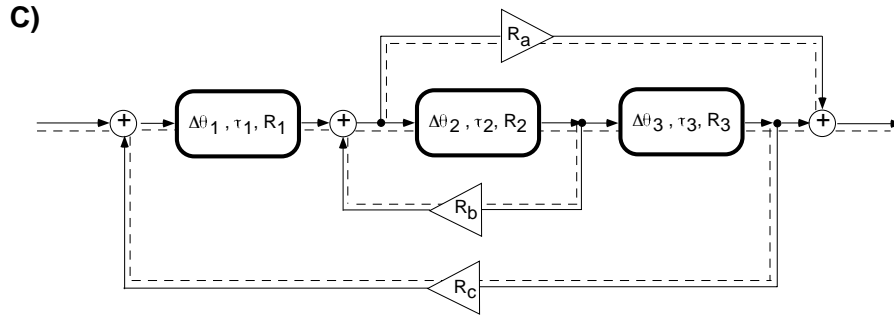 C)
Rₐ
+
Δθ₁ , τ₁, R₁
+
Δθ₂ , τ₂, R₂
Δθ₃ , τ₃, R₃
+
R_b
R_c